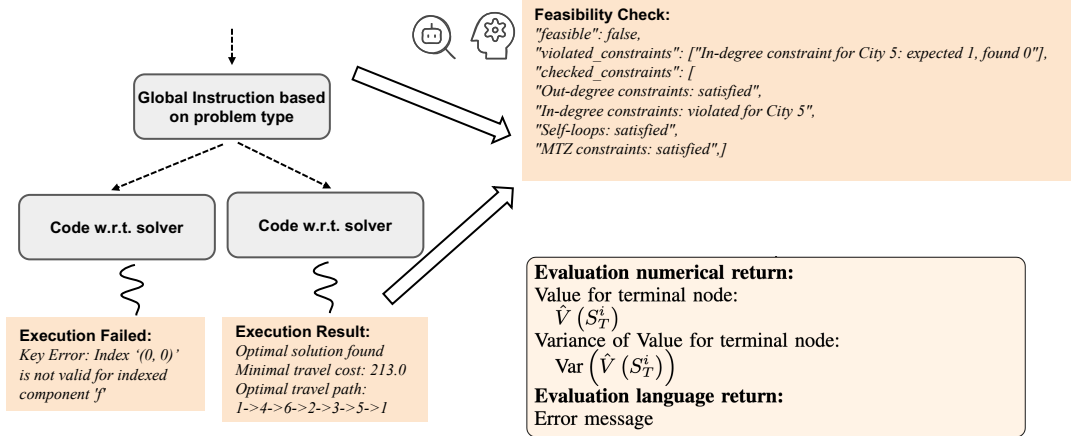 Feasibility Check:
"feasible": false,
"violated_constraints": ["In-degree constraint for City 5: expected 1, found 0"],
"checked_constraints": [
"Out-degree constraints: satisfied",
"In-degree constraints: violated for City 5",
"Self-loops: satisfied",
"MTZ constraints: satisfied",]
Global Instruction based
on problem type
Code w.r.t. solver
Code w.r.t. solver
Execution Failed:
Key Error: Index ‘(0, 0)’
is not valid for indexed
component 'f'
Execution Result:
Optimal solution found
Minimal travel cost: 213.0
Optimal travel path:
1->4->6->2->3->5->1
Evaluation numerical return:
Value for terminal node:
V̂ (S_T^i)
Variance of Value for terminal node:
Var (V̂ (S_T^i))
Evaluation language return:
Error message